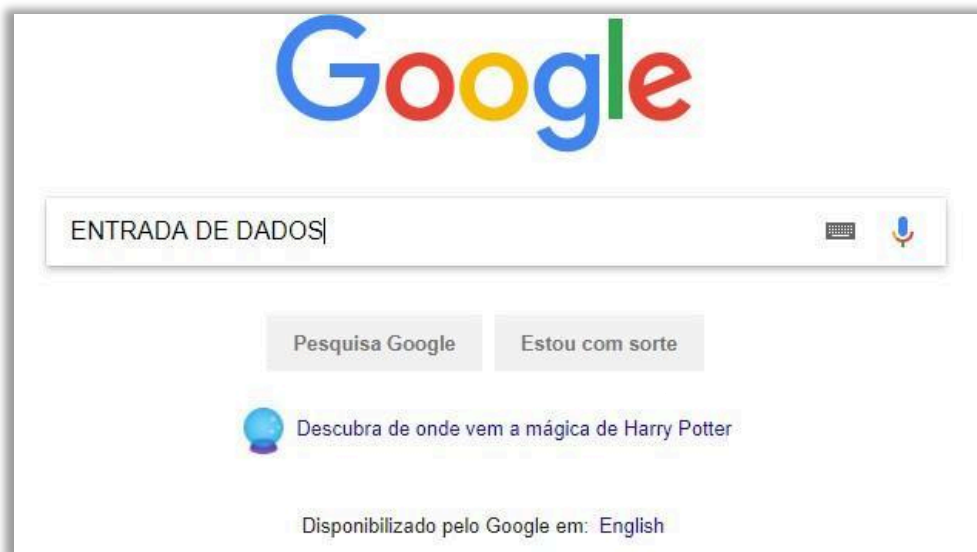 Google
ENTRADA DE DADOS
Pesquisa Google Estou com sorte
Descubra de onde vem a mágica de Harry Potter
Disponibilizado pelo Google em: English